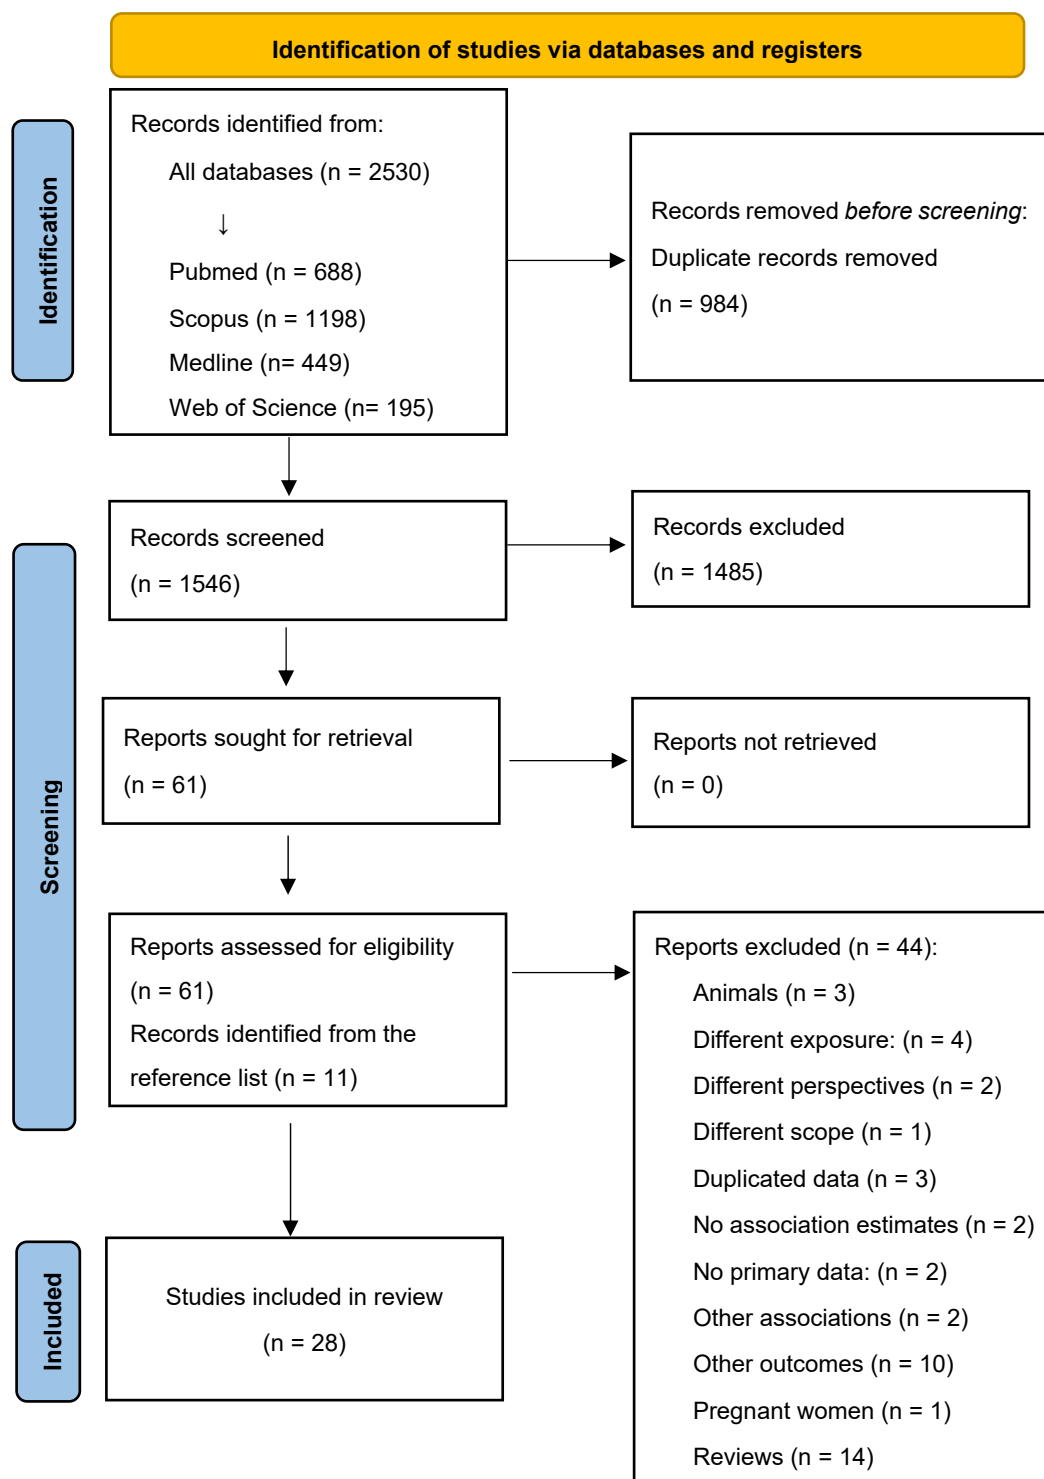 Identification of studies via databases and registers
Identification
Records identified from:
All databases (n = 2530)
↓
Pubmed (n = 688)
Scopus (n = 1198)
Medline (n= 449)
Web of Science (n= 195)
Records removed before screening:
Duplicate records removed
(n = 984)
Screening
Records screened
(n = 1546)
Records excluded
(n = 1485)
Reports sought for retrieval
(n = 61)
Reports not retrieved
(n = 0)
Reports assessed for eligibility
(n = 61)
Records identified from the
reference list (n = 11)
Reports excluded (n = 44):
Animals (n = 3)
Different exposure: (n = 4)
Different perspectives (n = 2)
Different scope (n = 1)
Duplicated data (n = 3)
No association estimates (n = 2)
No primary data: (n = 2)
Other associations (n = 2)
Other outcomes (n = 10)
Pregnant women (n = 1)
Reviews (n = 14)
Included
Studies included in review
(n = 28)